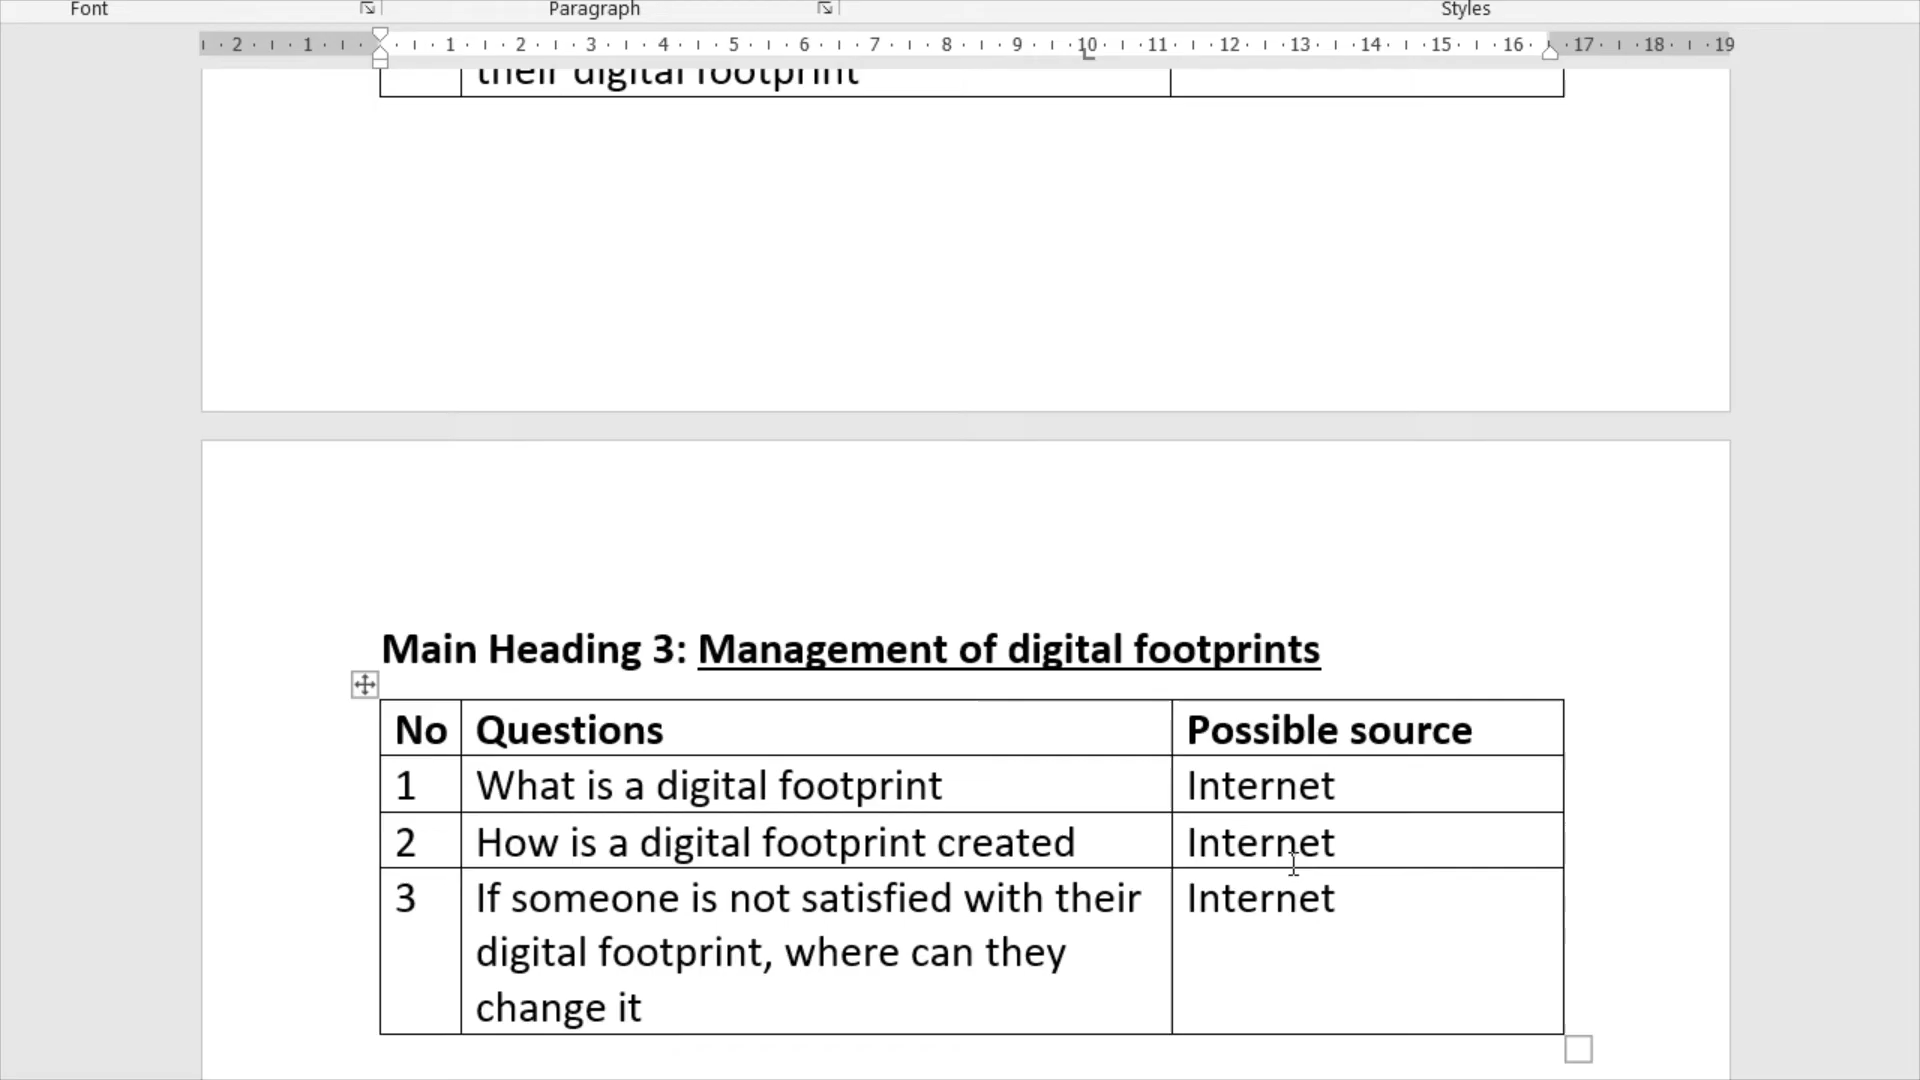 Font Paragraph Styles
2 1 1 2 3 4 5 6 7 8 9 10 11 12 13 14 15 16 17 18 19
their digital footprint
Main Heading 3: Management of digital footprints
No Questions Possible source
1 What is a digital footprint Internet
2 How is a digital footprint created Internet
3 If someone is not satisfied with their Internet
digital footprint, where can they
change it